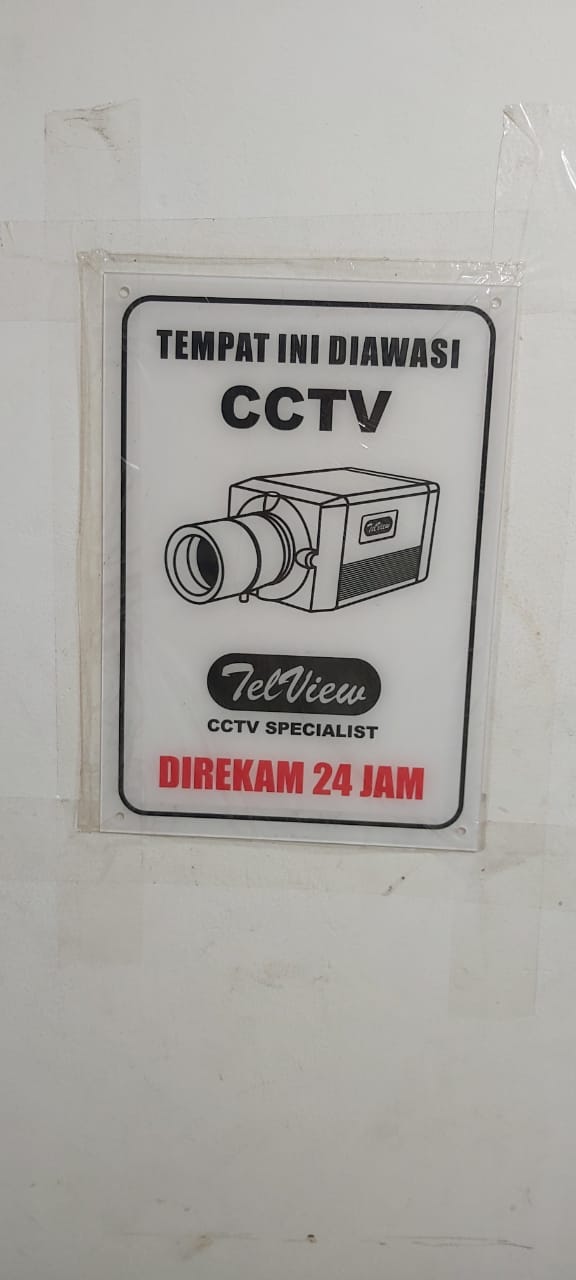 TEMPAT INI DIAWASI
CCTV
TelView
TelView
CCTV SPECIALIST
DIREKAM 24 JAM